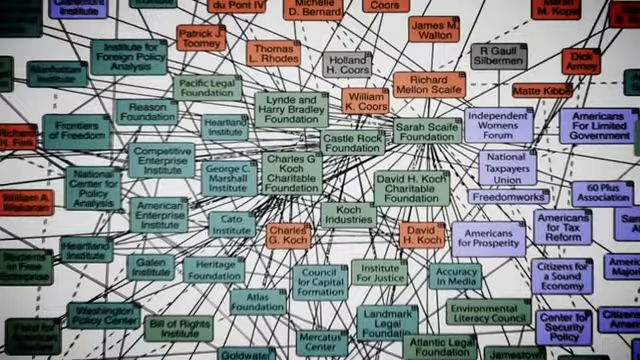 Claremont
Institute
du Pont IV
Michelle
D. Bernard
Coors
James M.
Walton
Patrick J.
Toomey
Institute for
Foreign Policy
Analysis
Thomas
L. Rhodes
Holland
H. Coors
R Gaull
Silbermen
Dick
Armey
Pacific Legal
Foundation
William
K. Coors
Richard
Mellon Scaife
Matte Kibbe
Reason
Foundation
Lynde and
Harry Bradley
Foundation
Heartland
Institute
Frontiers
of Freedom
Castle Rock
Foundation
Sarah Scaife
Foundation
Independent
Womens
Forum
Americans
For Limited
Government
Competitive
Enterprise
Institute
George C.
Marshall
Institute
Charles G
Koch
Charitable
Foundation
David H. Koch
Charitable
Foundation
National
Taxpayers
Union
Freedomworks
60 Plus
Association
National
Center for
Policy
Analysis
American
Enterprise
Institute
Cato
Institute
Koch
Industries
Charles
G. Koch
David
H. Koch
Americans
for Prosperity
Americans
for Tax
Reform
Heartland
Institute
Galen
Institute
Heritage
Foundation
Council
for Capital
Formation
Institute
For Justice
Accuracy
In Media
Citizens for
a Sound
Economy
Atlas
Foundation
Environmental
Literacy Council
Washington
Policy Center
Bill of Rights
Institute
Landmark
Legal
Foundation
Center for
Security
Policy
Mercatus
Center
Atlantic Legal
Foundation
Goldwater
Jamestown